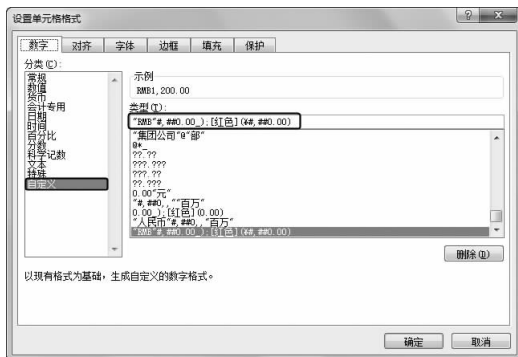 设置单元格格式
数字 对齐 字体 边框 填充 保护
分类(C):
常规
数值
货币
会计专用
日期
时间
百分比
分数
科学记数
文本
特殊
自定义
示例
RMB1,200.00
类型(T):
"RMB"#,##0.00_);[红色](¥#,##0.00)
"集团公司"@"部"
@*_
??.??
???.???
???.??
??.???
0.00"元"
"#,##0,,""百万"
0.00_);[红色](0.00)
"人民币"#,##0,,"百万"
"RMB"#,##0.00_);[红色](¥#,##0.00)
删除(D)
以现有格式为基础，生成自定义的数字格式。
确定 取消